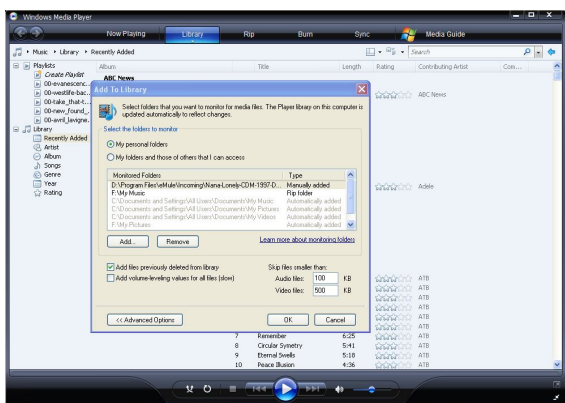 Windows Media Player
Now Playing Library Rip Burn Sync Media Guide
Music Library Recently Added Search
Playlists
Create Playlist
00-evanescenc...
00-westlife-bac...
00-take_that-t...
00-new_found_...
00-avril_lavigne...
Library
Recently Added
Artist
Album
Songs
Genre
Year
Rating
Album Title Length Rating Contributing Artist Com...
ABC News
ABC News
Adele
ATB
ATB
ATB
ATB
ATB
7 Remember 6:25 ATB
8 Circular Symetry 5:41 ATB
9 Eternal Swells 5:18 ATB
10 Peace Illusion 4:36 ATB
Add To Library
Select folders that you want to monitor for media files. The Player library on this computer is
updated automatically to reflect changes.
Select the folders to monitor
My personal folders
My folders and those of others that I can access
Monitored Folders Type
D:\Program Files\eMule\Incoming\Nana-Lonely-CDM-1997-D... Manually added
F:\My Music Rip folder
C:\Documents and Settings\All Users\Documents\My Music Automatically added
C:\Documents and Settings\All Users\Documents\My Pictures Automatically added
C:\Documents and Settings\All Users\Documents\My Videos Automatically added
F:\My Pictures Automatically added
Add... Remove Learn more about monitoring folders
Add files previously deleted from library
Add volume-leveling values for all files (slow)
Skip files smaller than:
Audio files: 100 KB
Video files: 500 KB
<< Advanced Options OK Cancel